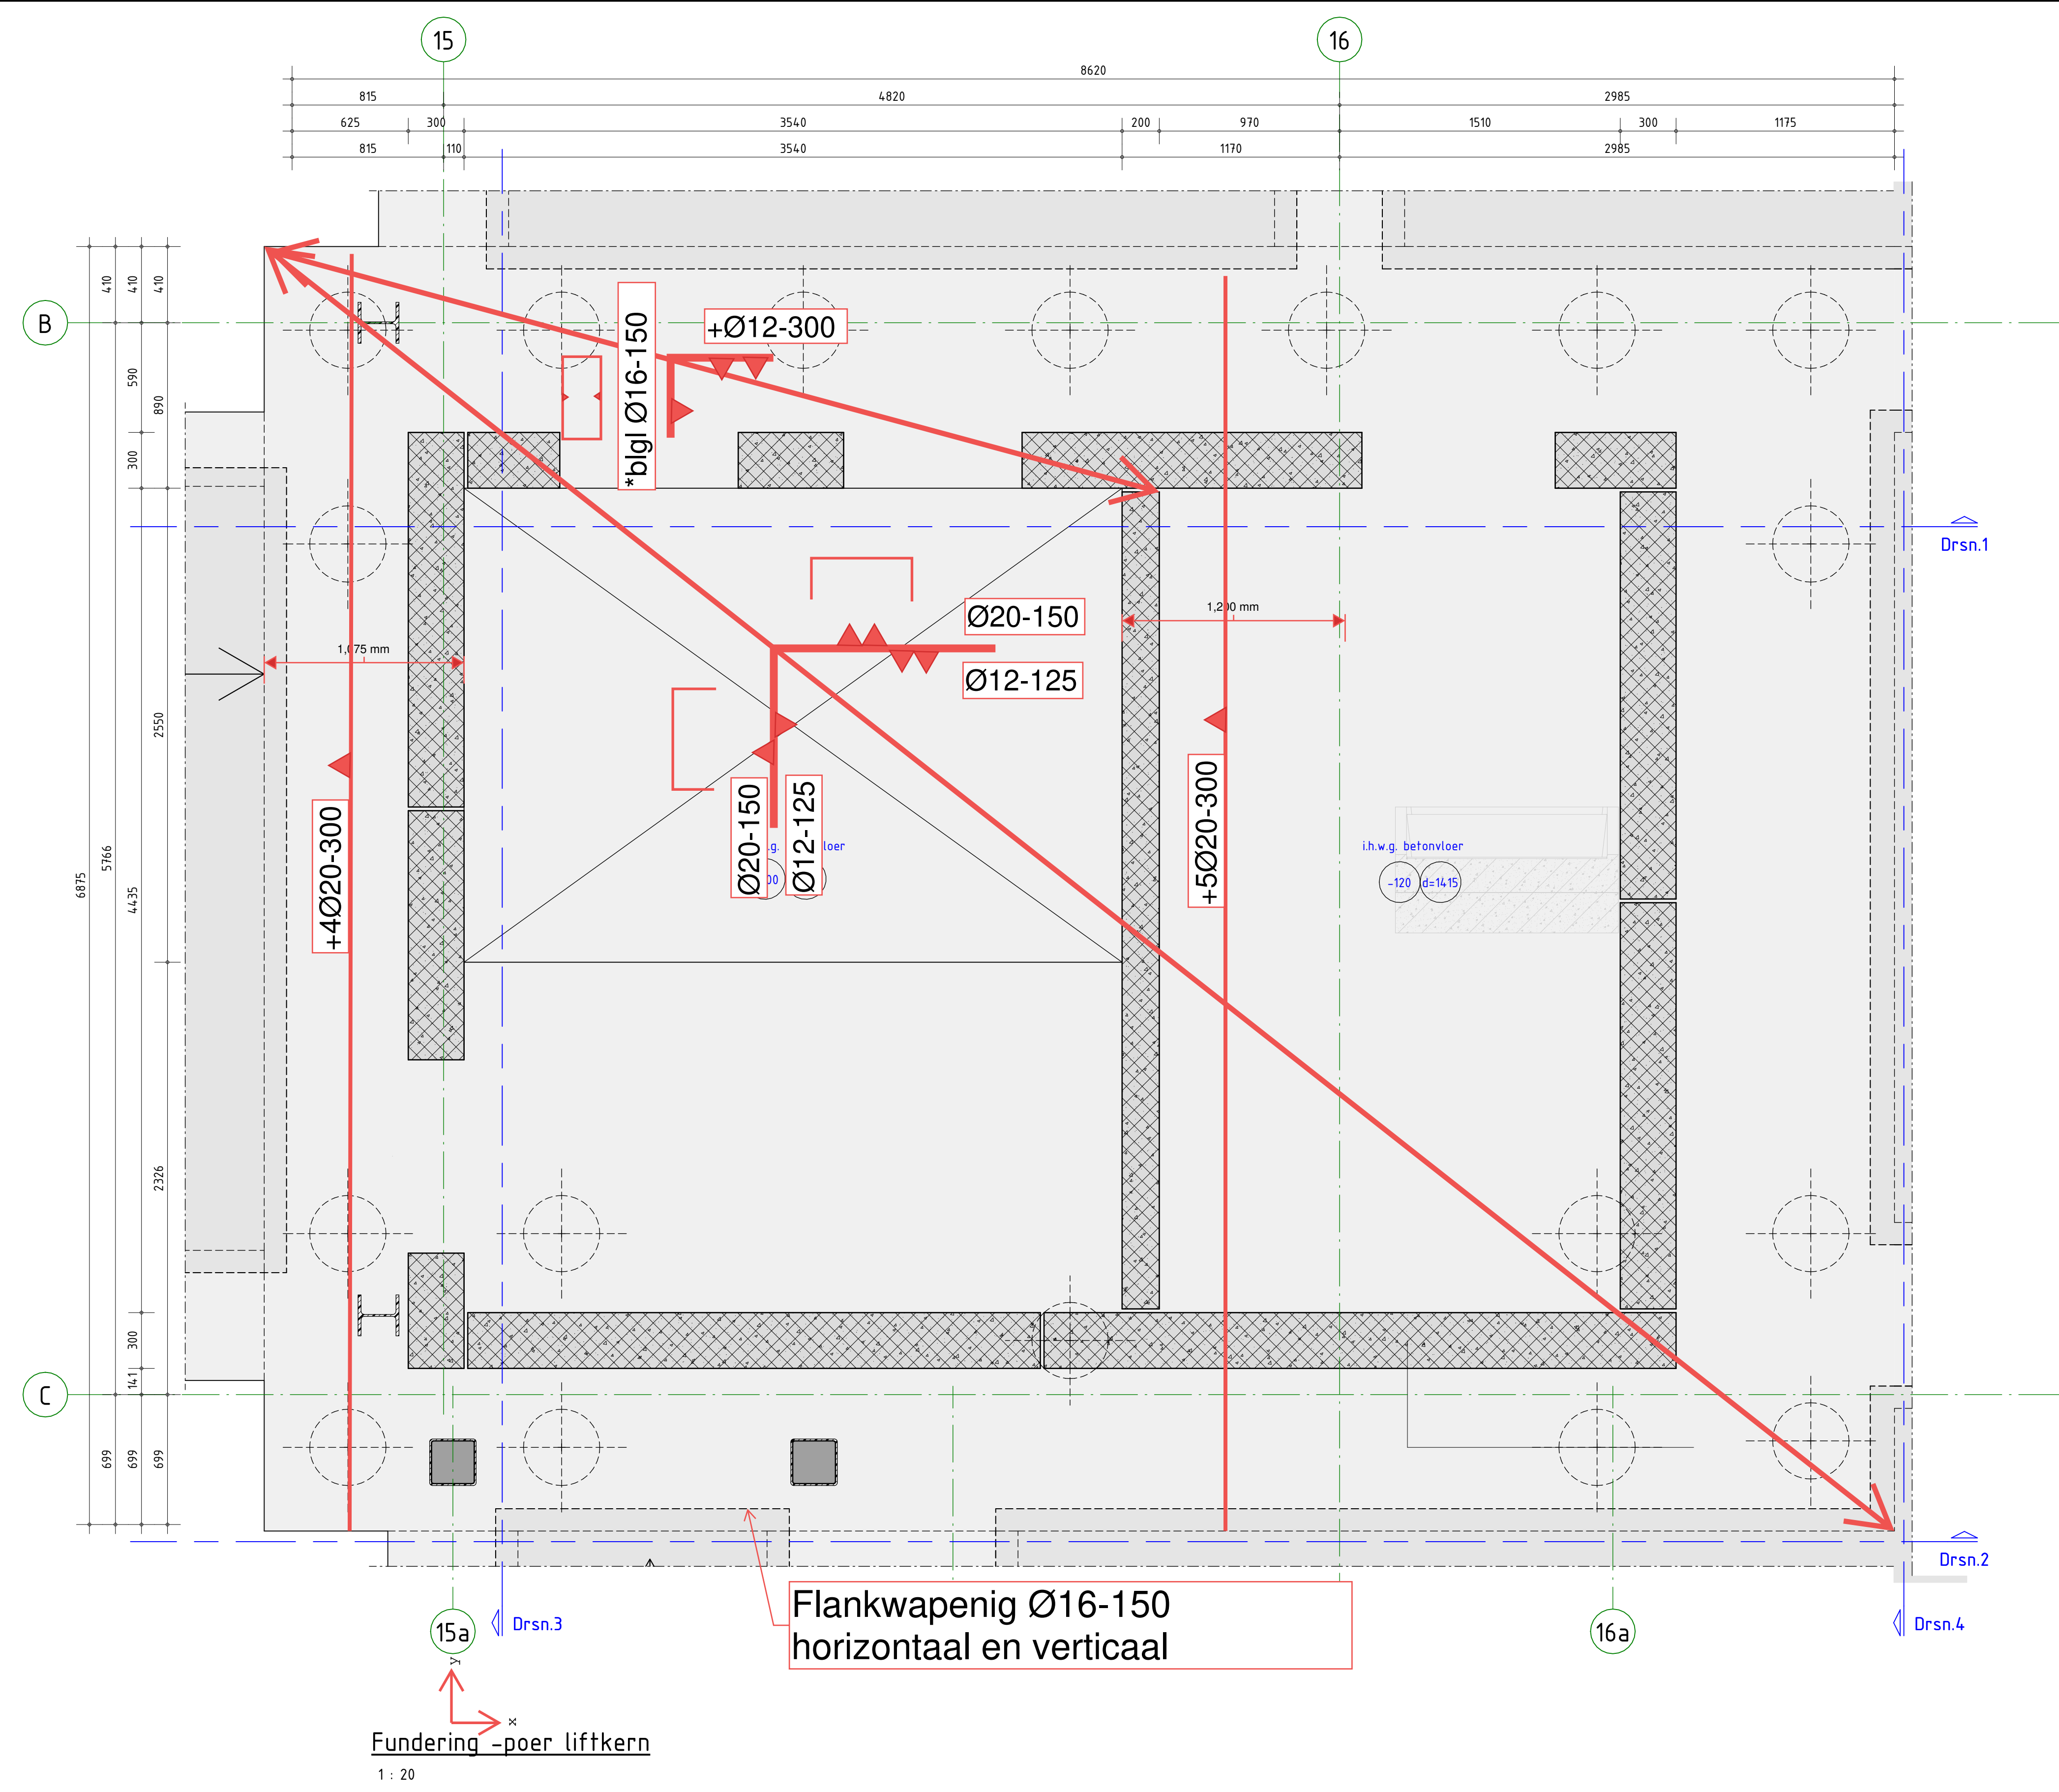 15
16
8620
815
4820
2985
625
300
3540
200
970
1510
300
1175
815
110
3540
1170
2985
B
410
410
410
590
890
300
2550
6875
5766
4435
2326
300
141
699
699
699
C
*blgl Ø16-150
+Ø12-300
Drsn.1
Ø20-150
Ø12-125
1,200 mm
1,075 mm
+4Ø20-300
Ø20-150
Ø12-125
loer
+5Ø20-300
i.h.w.g. betonvloer
-120
d=1415
Drsn.2
Flankwapenig Ø16-150
horizontaal en verticaal
15a
Drsn.3
16a
Drsn.4
y
x
Fundering -poer liftkern
1 : 20